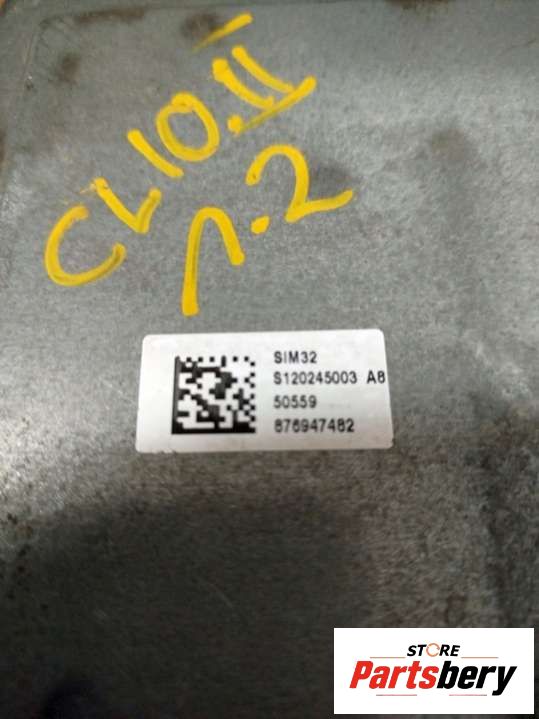 CLIO.II
1.2
SIM32
S120245003 A8
50559
876947482
STORE
Partsbery